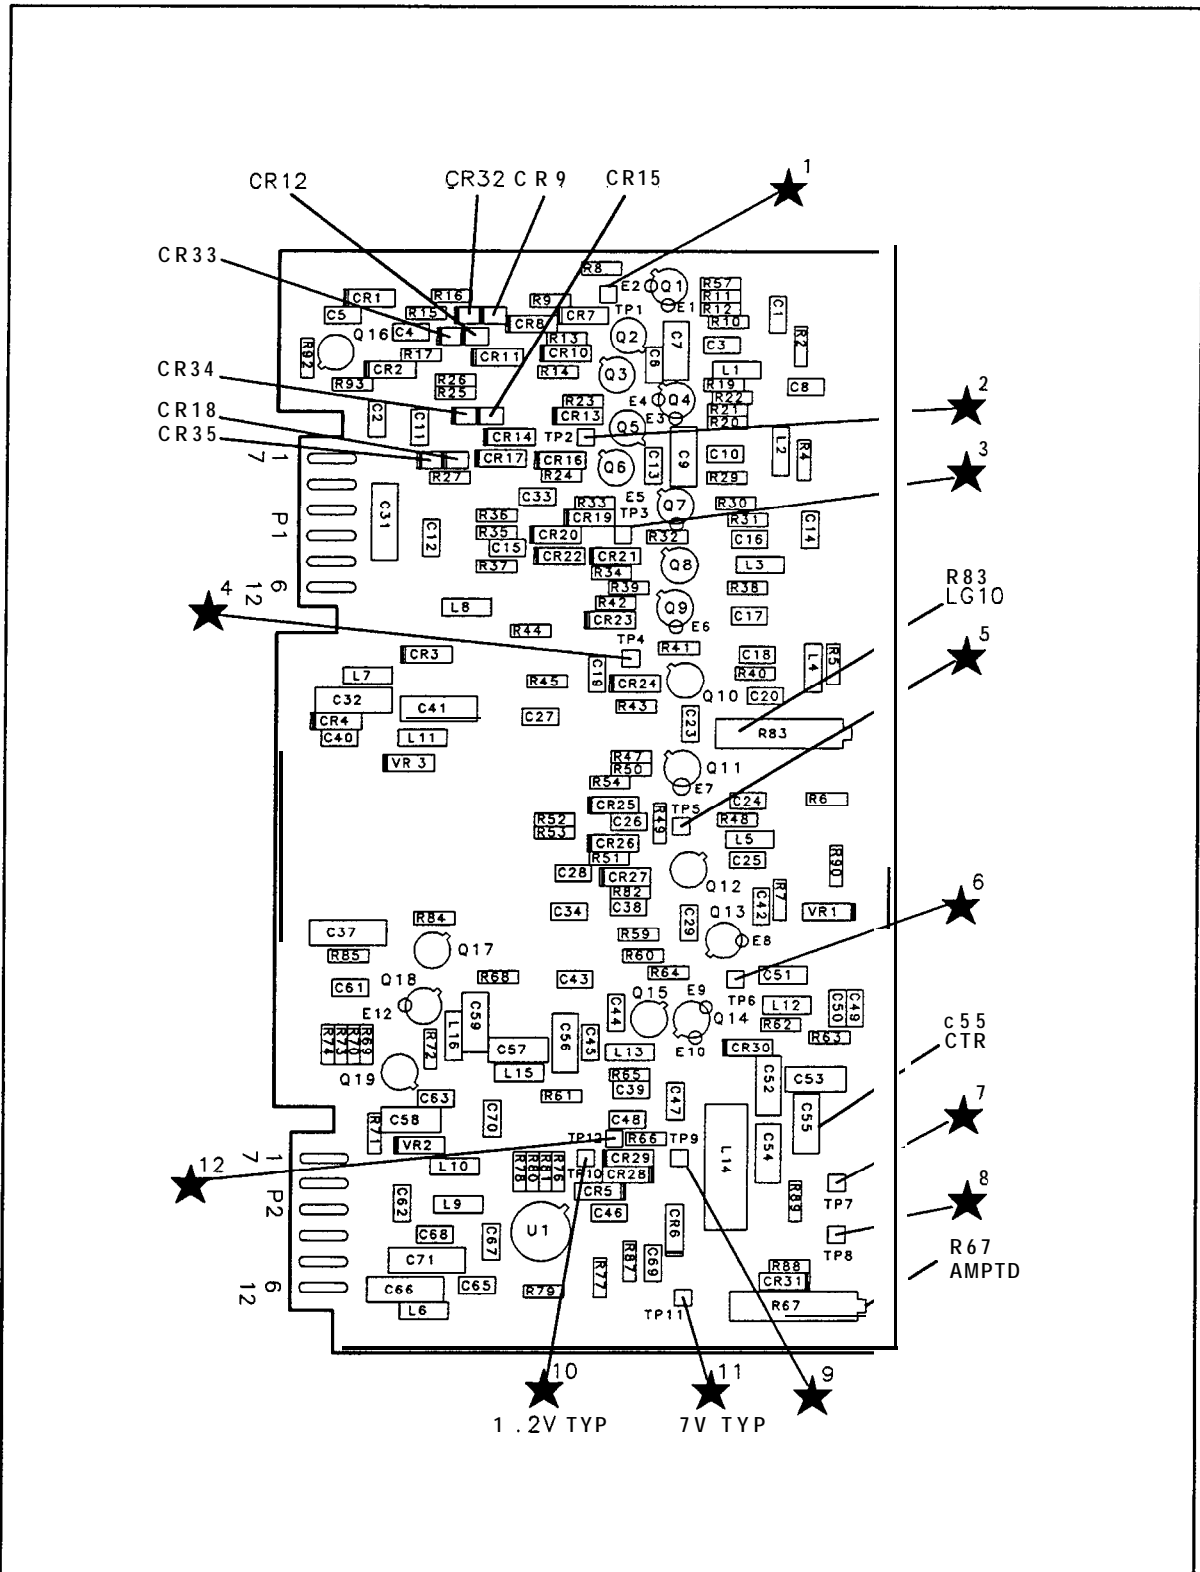 1
CR12
CR32 CR9
CR15
CR33
R8
E2
Q1
R57
CR1
R16
R9
TP1
E1
R11
C5
R15
CR8
CR7
R12
C1
Q16
C4
Q2
R10
R13
C7
R2
R92
R17
CR11
CR10
C6
C3
CR34
CR2
R14
Q3
L1
R93
R26
R19
C8
R25
E4
Q4
R22
2
CR18
C2
C11
R23
E3
R21
CR35
CR13
Q5
R20
CR14
TP2
L2
R4
3
1
7
CR17
CR16
Q6
C13
C9
C10
R27
R24
R29
C33
E5
Q7
R30
C31
R36
R33
CR19
TP3
R31
C14
P1
C12
R35
CR20
R32
C16
C15
CR22
CR21
R37
R34
Q8
L3
6
12
R39
R38
R83
LG10
4
L8
R42
Q9
CR23
E6
C17
R44
5
CR3
TP4
R41
C18
L4
R5
L7
C19
R40
R45
CR24
Q10
C20
C32
C41
R43
CR4
C27
C23
R83
C40
L11
VR3
R47
R50
Q11
R54
E7
CR25
TP5
C24
R6
R52
C26
R49
R48
R53
CR26
L5
R51
C25
R90
C28
CR27
Q12
6
R82
R7
C34
C38
C29
Q13
C42
VR1
R84
C37
R59
E8
R85
Q17
R60
Q18
R68
C43
R64
C51
C61
TP6
Q15
E9
E12
C59
C44
L12
C50
C49
Q14
R62
C55
CTR
R74
R73
R70
R69
R72
L16
C57
C56
C45
E10
R63
L13
CR30
Q19
L15
R65
C52
C53
C39
C63
R61
C47
7
C58
C70
C48
C55
R71
TP12
R66
TP9
L14
C54
VR2
1
7
12
L10
R78
R80
R81
R76
CR29
TP10
CR28
8
P2
CR5
R89
TP7
C62
L9
C46
U1
CR6
C68
C67
TP8
R67
AMPTD
C71
R87
C69
R88
6
12
C66
C65
R77
CR31
R79
L6
TP11
R67
10
11
9
1.2V TYP
7V TYP